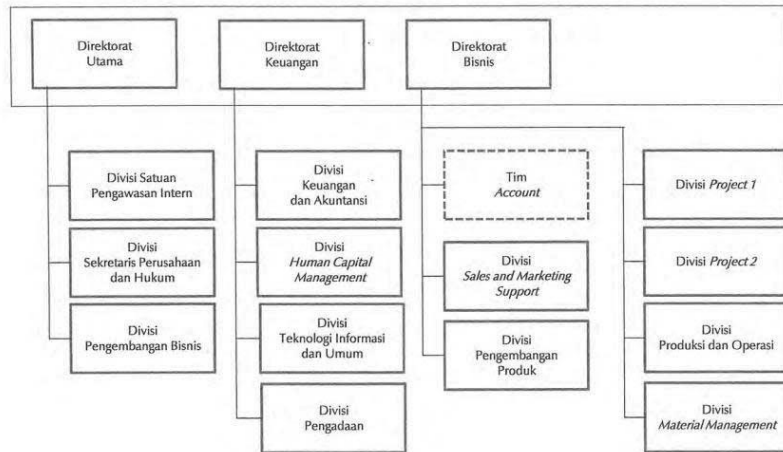 Direktorat
Utama
Direktorat
Keuangan
Direktorat
Bisnis
Divisi Satuan
Pengawasan Intern
Divisi
Sekretaris Perusahaan
dan Hukum
Divisi
Pengembangan Bisnis
Divisi
Keuangan
dan Akuntansi
Divisi
Human Capital
Management
Divisi
Teknologi Informasi
dan Umum
Divisi
Pengadaan
Tim
Account
Divisi
Sales and Marketing
Support
Divisi
Pengembangan
Produk
Divisi Project 1
Divisi Project 2
Divisi
Produksi dan Operasi
Divisi
Material Management